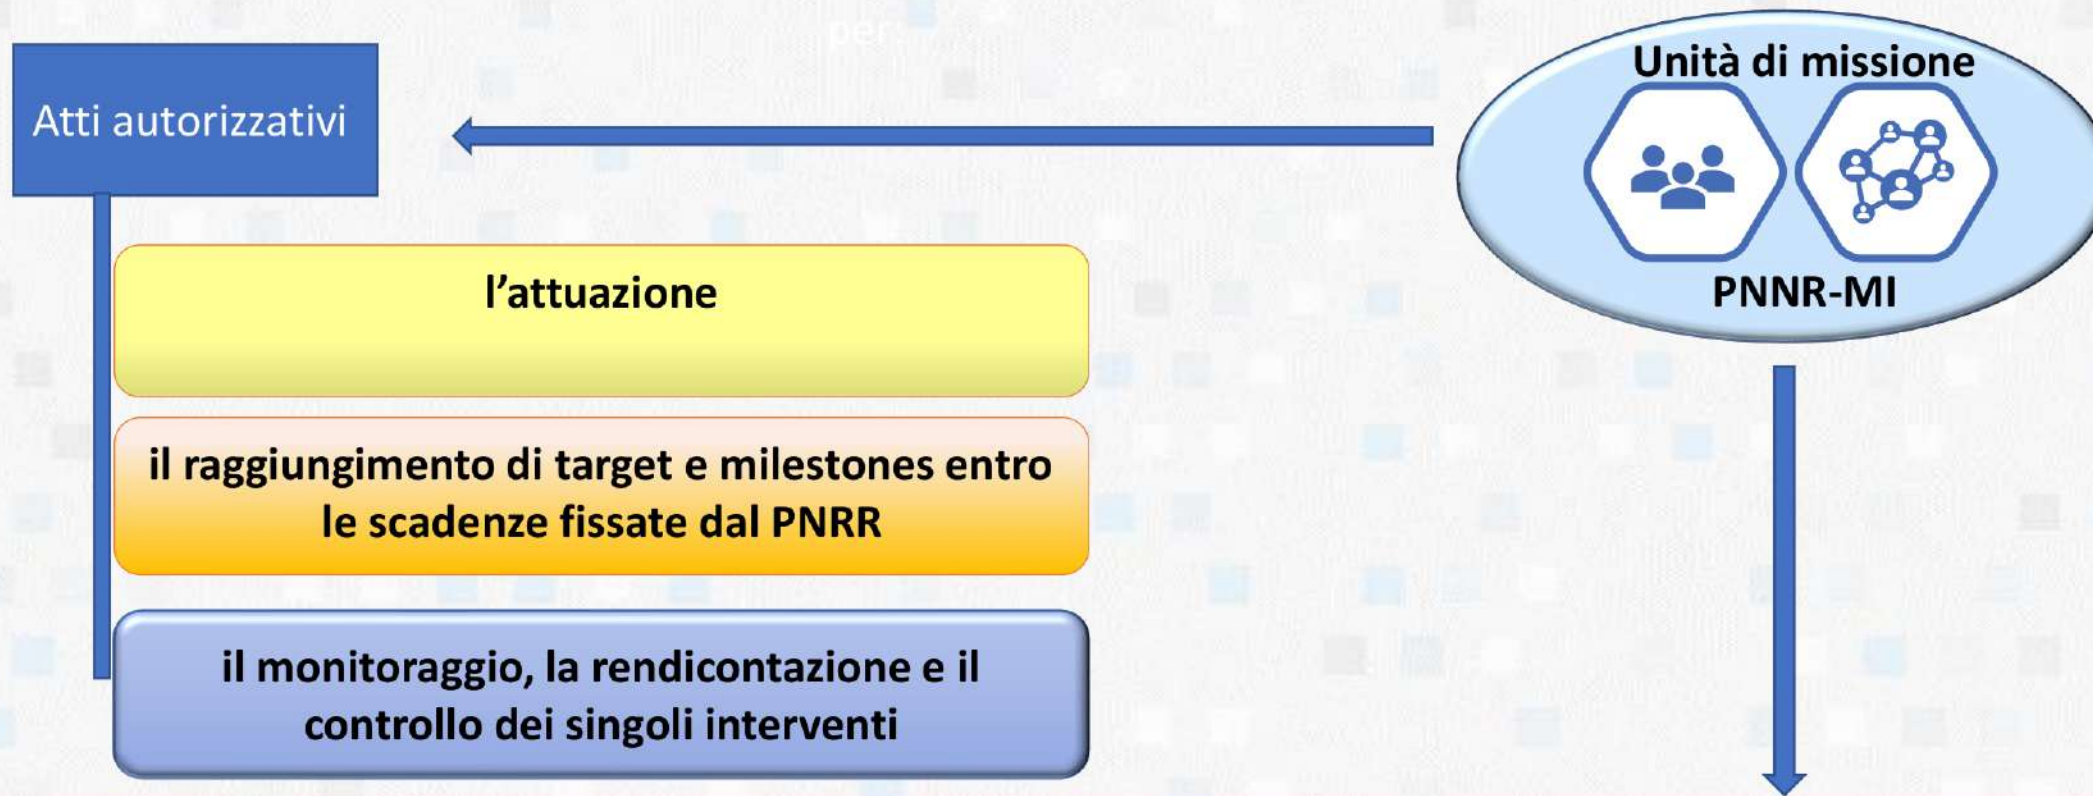 per:
Unità di missione
Atti autorizzativi
PNNR-MI
l’attuazione
il raggiungimento di target e milestones entro
le scadenze fissate dal PNRR
il monitoraggio, la rendicontazione e il
controllo dei singoli interventi